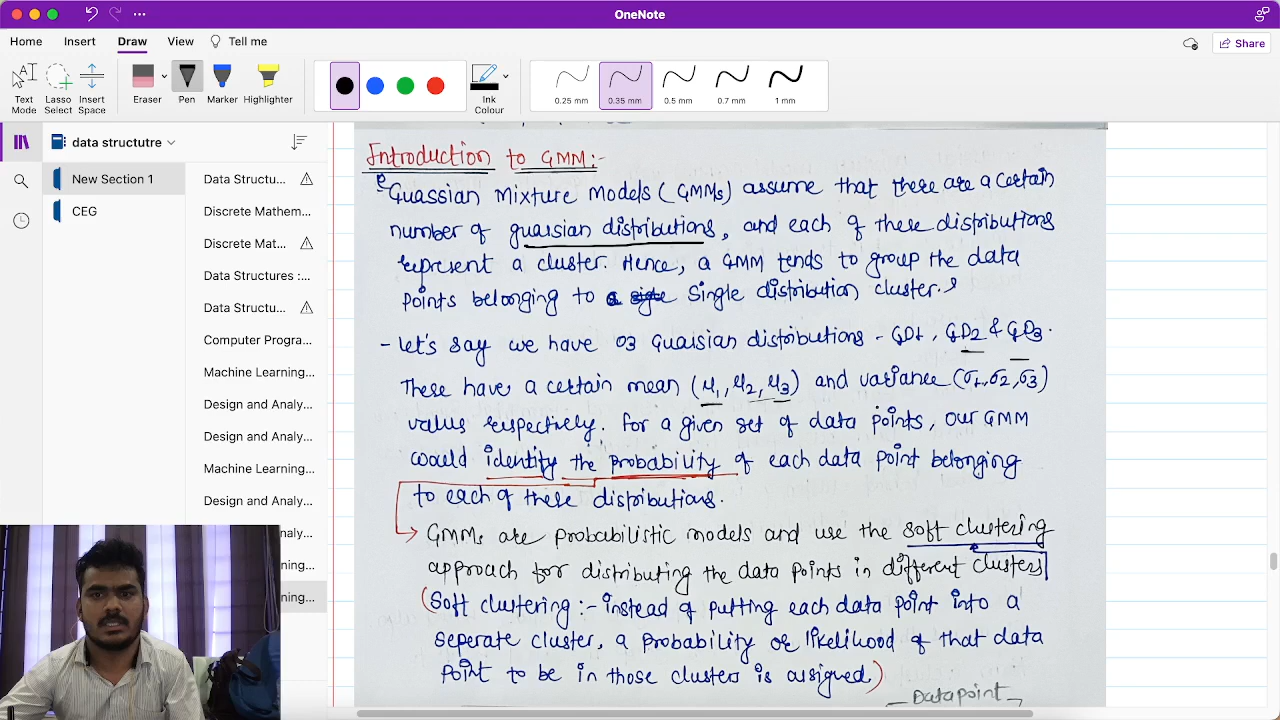 OneNote
Home Insert Draw View Tell me
Share
Text Mode
Lasso Select
Insert Space
Eraser
Pen
Marker
Highlighter
Ink Colour
0.25 mm
0.35 mm
0.5 mm
0.7 mm
1 mm
data structutre
New Section 1
CEG
Data Structu...
Discrete Mathem...
Discrete Mat...
Data Structures :...
Data Structu...
Computer Progra...
Machine Learning...
Design and Analy...
Design and Analy...
Machine Learning...
Design and Analy...
Introduction to GMM:-
Guassian Mixture Models (GMMs) assume that there are a certain
number of guassian distributions, and each of these distributions
represent a cluster. Hence, a GMM tends to group the data
points belonging to a single distribution cluster.
- Let's say we have 03 Guassian distributions - GD1, GD2 & GD3.
These have a certain mean (μ1, μ2, μ3) and variance (σ1, σ2, σ3)
value respectively. For a given set of data points, our GMM
would identify the probability of each data point belonging
to each of these distributions.
GMMs are probabilistic models and use the soft clustering
approach for distributing the data points in different clusters
(Soft clustering :- instead of putting each data point into a
seperate cluster, a probability or likelihood of that data
point to be in those clusters is assigned)
Data point